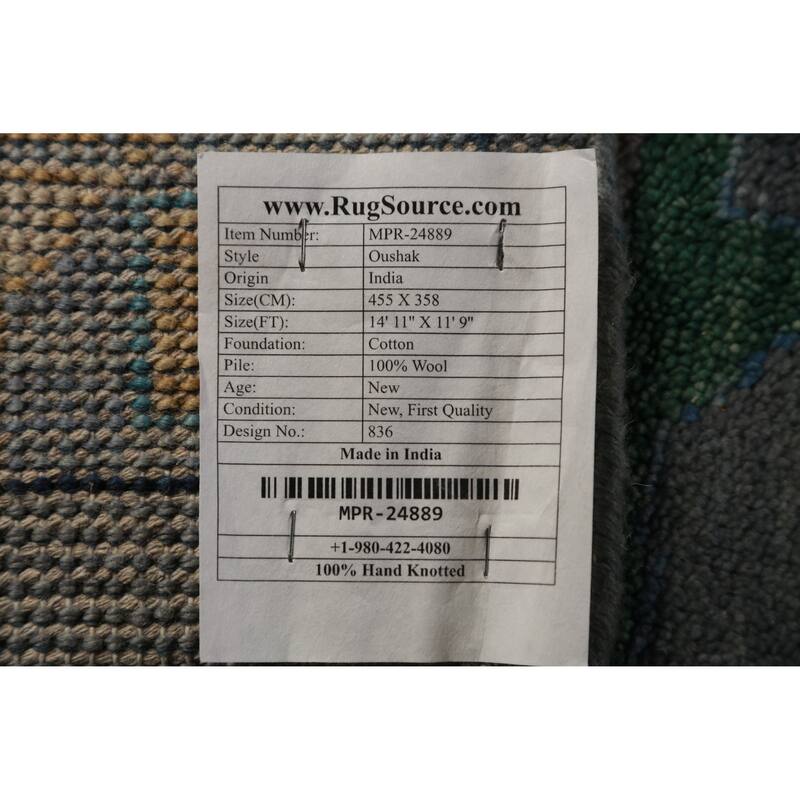 www.RugSource.com
Item Number: MPR-24889
Style Oushak
Origin India
Size(CM): 455 X 358
Size(FT): 14' 11" X 11' 9"
Foundation: Cotton
Pile: 100% Wool
Age: New
Condition: New, First Quality
Design No.: 836
Made in India
MPR-24889
+1-980-422-4080
100% Hand Knotted